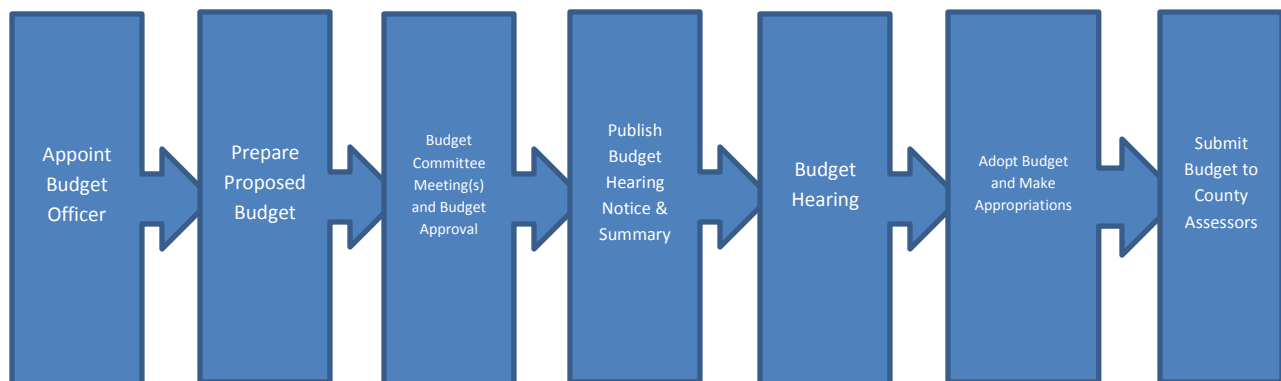 Appoint
Budget
Officer
Prepare
Proposed
Budget
Budget
Committee
Meeting(s)
and Budget
Approval
Publish
Budget
Hearing
Notice &
Summary
Budget
Hearing
Adopt Budget
and Make
Appropriations
Submit
Budget to
County
Assessors